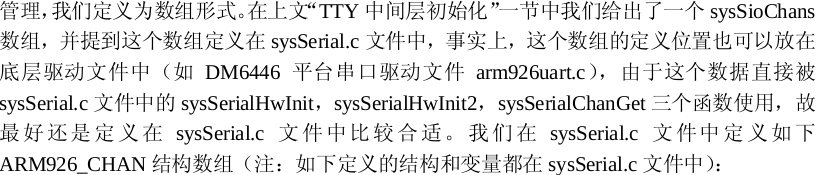 管理，我们定义为数组形式。在上文“TTY 中间层初始化”一节中我们给出了一个 sysSioChans
数组，并提到这个数组定义在 sysSerial.c 文件中，事实上，这个数组的定义位置也可以放在
底层驱动文件中（如 DM6446 平台串口驱动文件 arm926uart.c），由于这个数据直接被
sysSerial.c 文件中的 sysSerialHwInit，sysSerialHwInit2，sysSerialChanGet 三个函数使用，故
最好还是定义在 sysSerial.c 文件中比较合适。我们在 sysSerial.c 文件中定义如下
ARM926_CHAN 结构数组（注：如下定义的结构和变量都在 sysSerial.c 文件中）：